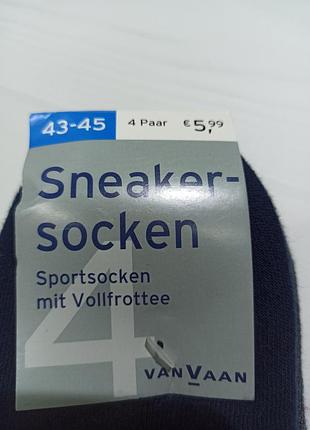 43-45 4 Paar € 5,99
Sneaker-
socken
Sportsocken
mit Vollfrottee
4
VANVAAN